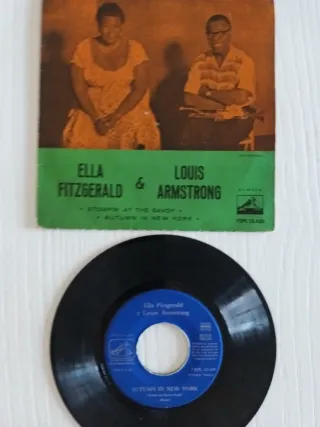 ELLA
FITZGERALD
&
LOUIS
ARMSTRONG
• STOMPIN' AT THE SAVOY •
• AUTUMN IN NEW YORK •
Ella Fitzgerald
y Louis Armstrong
AUTUMN IN NEW YORK